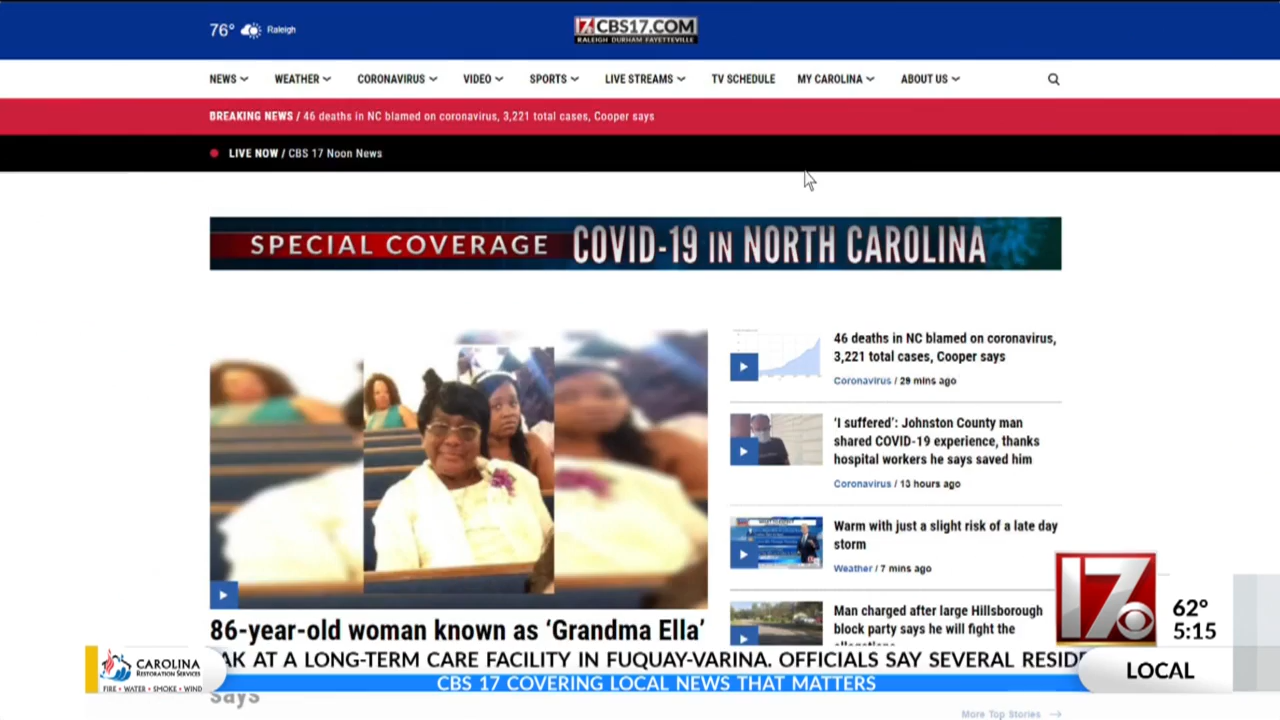 76° Raleigh
17 CBS17.COM
RALEIGH DURHAM FAYETTEVILLE
NEWS WEATHER CORONAVIRUS VIDEO SPORTS LIVE STREAMS TV SCHEDULE MY CAROLINA ABOUT US
BREAKING NEWS / 46 deaths in NC blamed on coronavirus, 3,221 total cases, Cooper says
LIVE NOW / CBS 17 Noon News
SPECIAL COVERAGE COVID-19 IN NORTH CAROLINA
46 deaths in NC blamed on coronavirus,
3,221 total cases, Cooper says
Coronavirus / 29 mins ago
‘I suffered’: Johnston County man
shared COVID-19 experience, thanks
hospital workers he says saved him
Coronavirus / 13 hours ago
Warm with just a slight risk of a late day
storm
Weather / 7 mins ago
Man charged after large Hillsborough
block party says he will fight the
86-year-old woman known as ‘Grandma Ella’
says
More Top Stories
17
62°
5:15
LOCAL
CAROLINA
RESTORATION SERVICES
FIRE • WATER • SMOKE • WIND
AK AT A LONG-TERM CARE FACILITY IN FUQUAY-VARINA. OFFICIALS SAY SEVERAL RESIDE
CBS 17 COVERING LOCAL NEWS THAT MATTERS